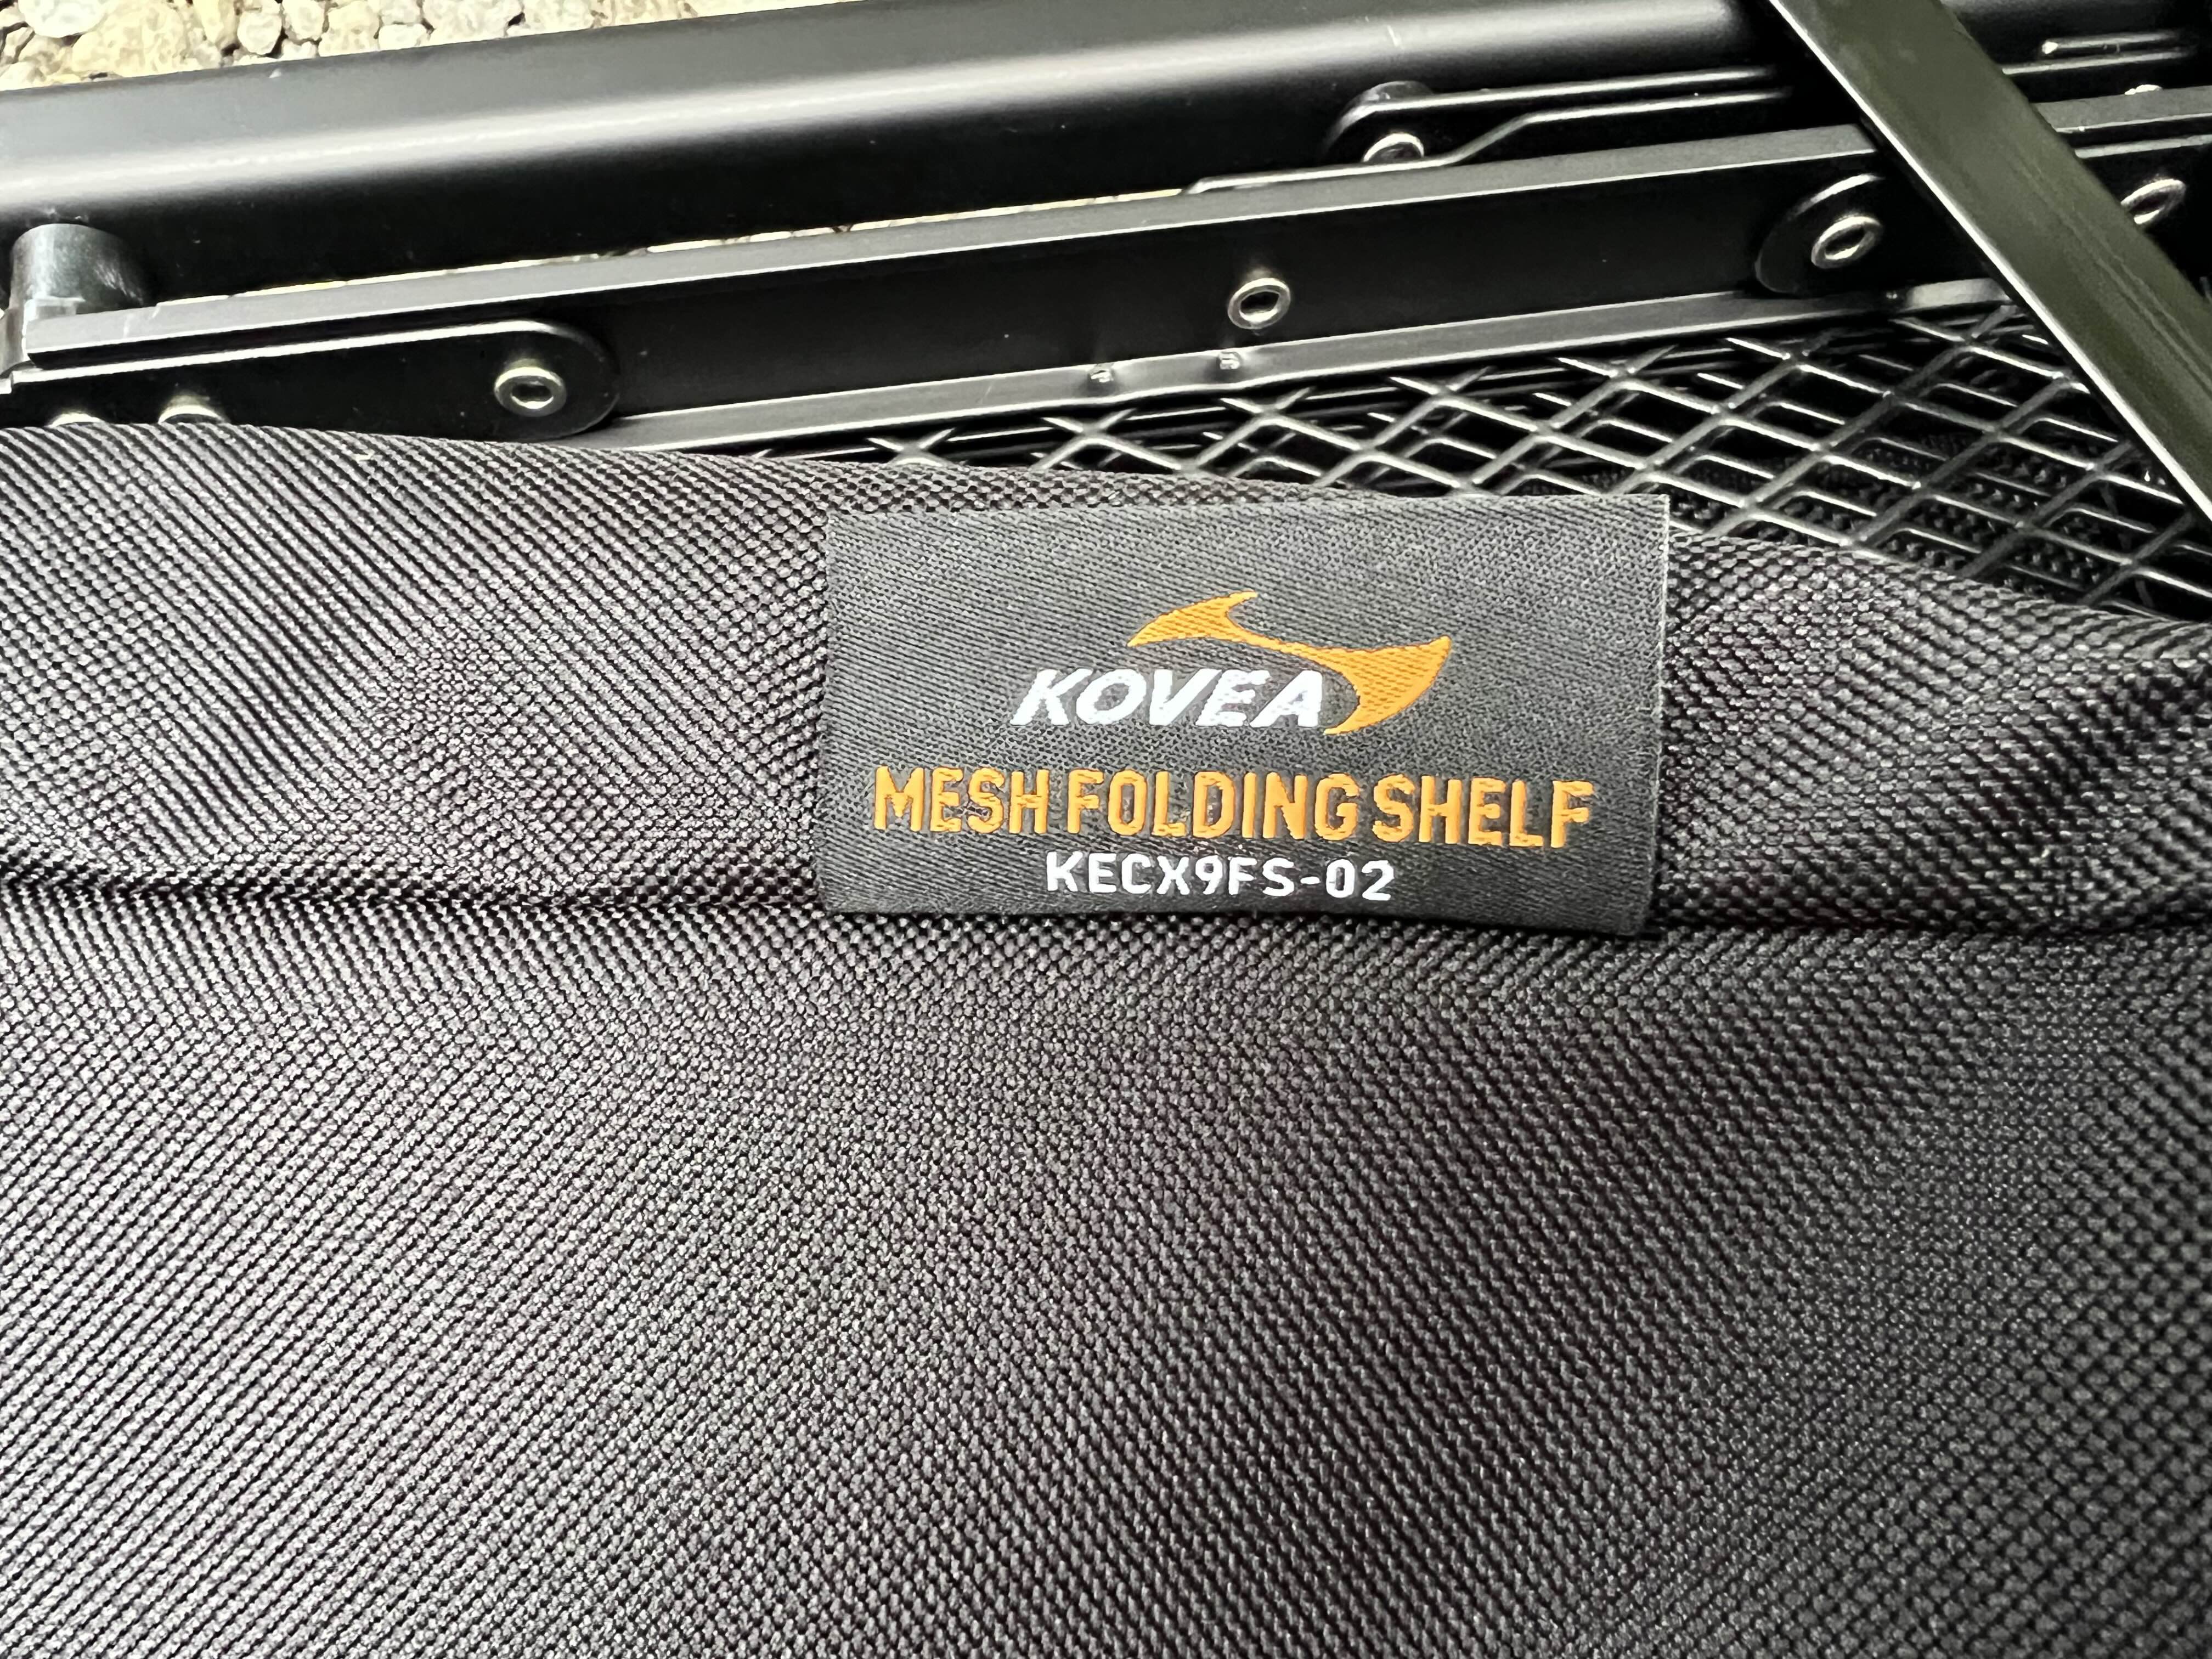 KOVEA
MESH FOLDING SHELF
KECX9FS-02